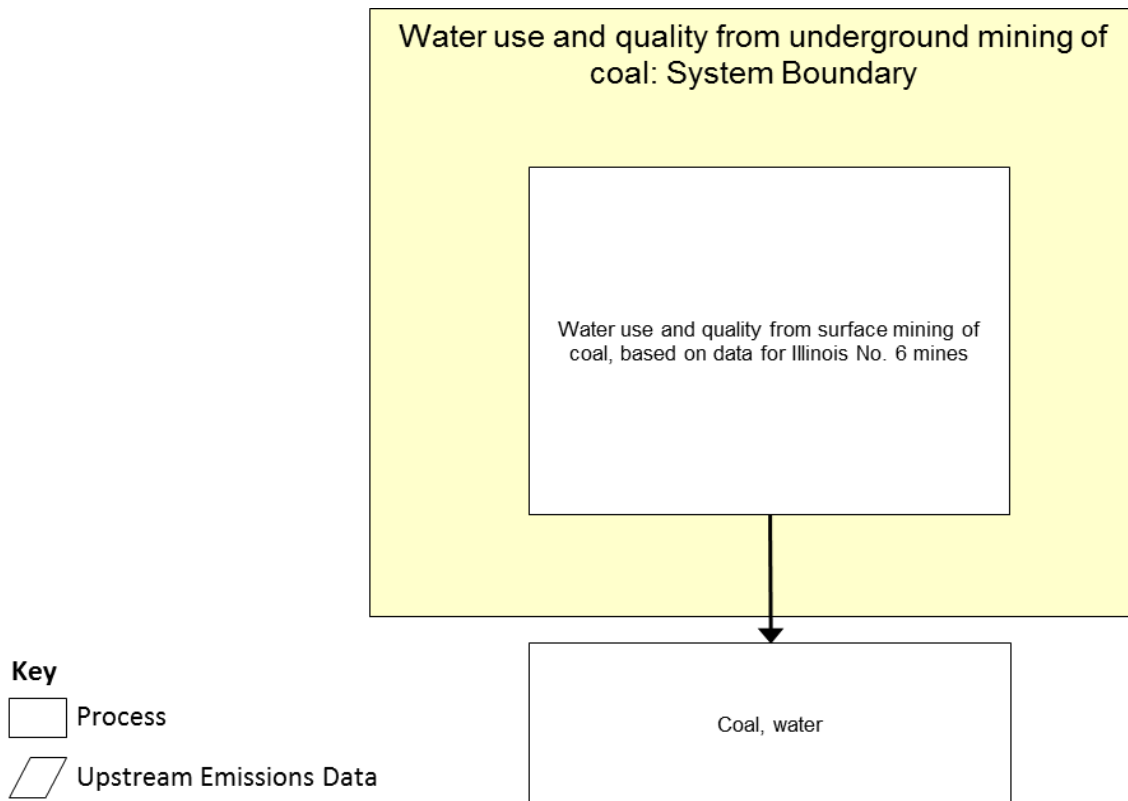 Water use and quality from underground mining of
coal: System Boundary
Water use and quality from surface mining of
coal, based on data for Illinois No. 6 mines
Coal, water
Key
Process
Upstream Emissions Data